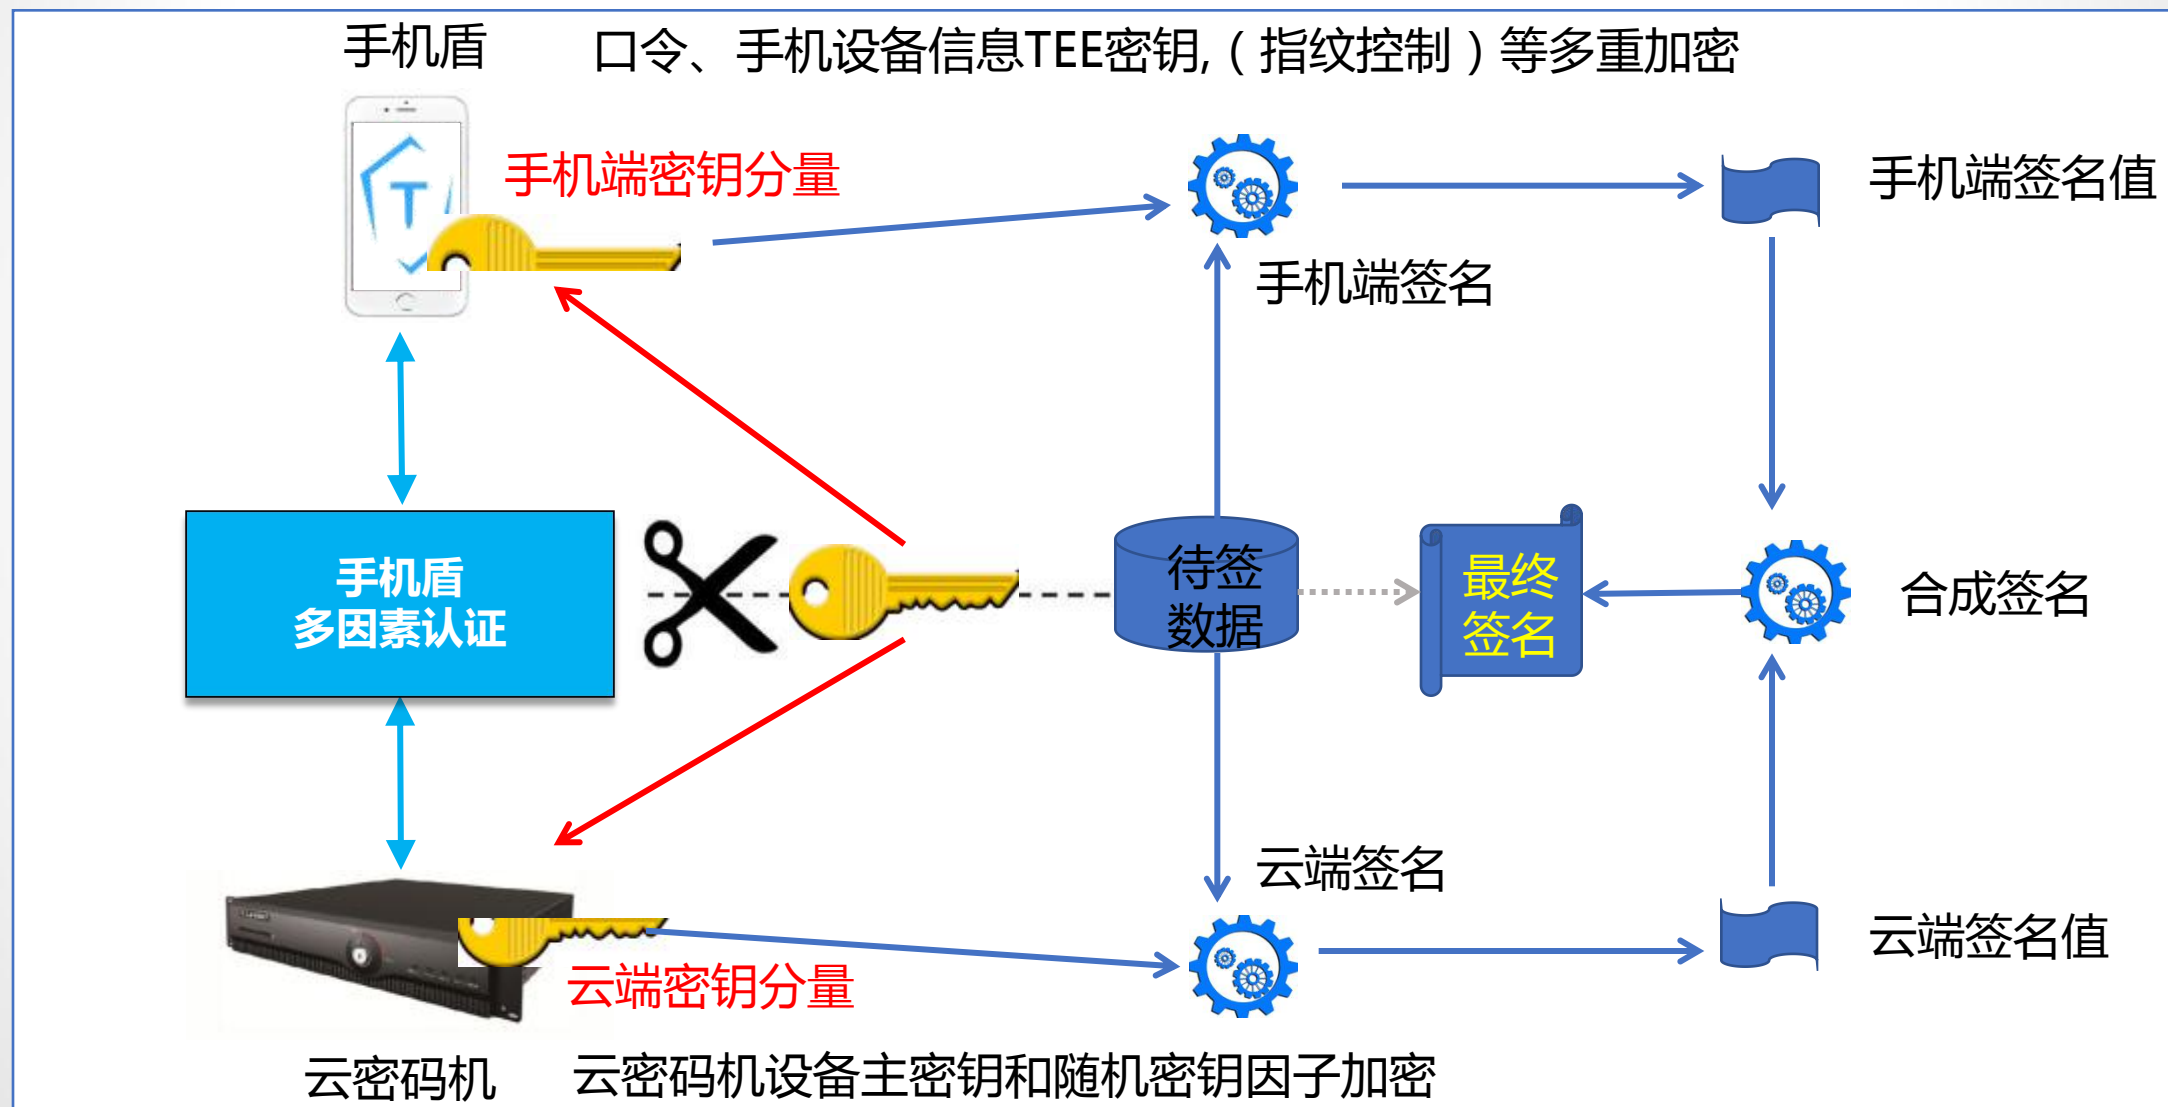 手机盾
口令、手机设备信息TEE密钥,（指纹控制）等多重加密
手机端密钥分量
T
手机端签名值
手机端签名
手机盾
多因素认证
待签
数据
最终
签名
合成签名
云端签名
云端密钥分量
云端签名值
云密码机
云密码机设备主密钥和随机密钥因子加密